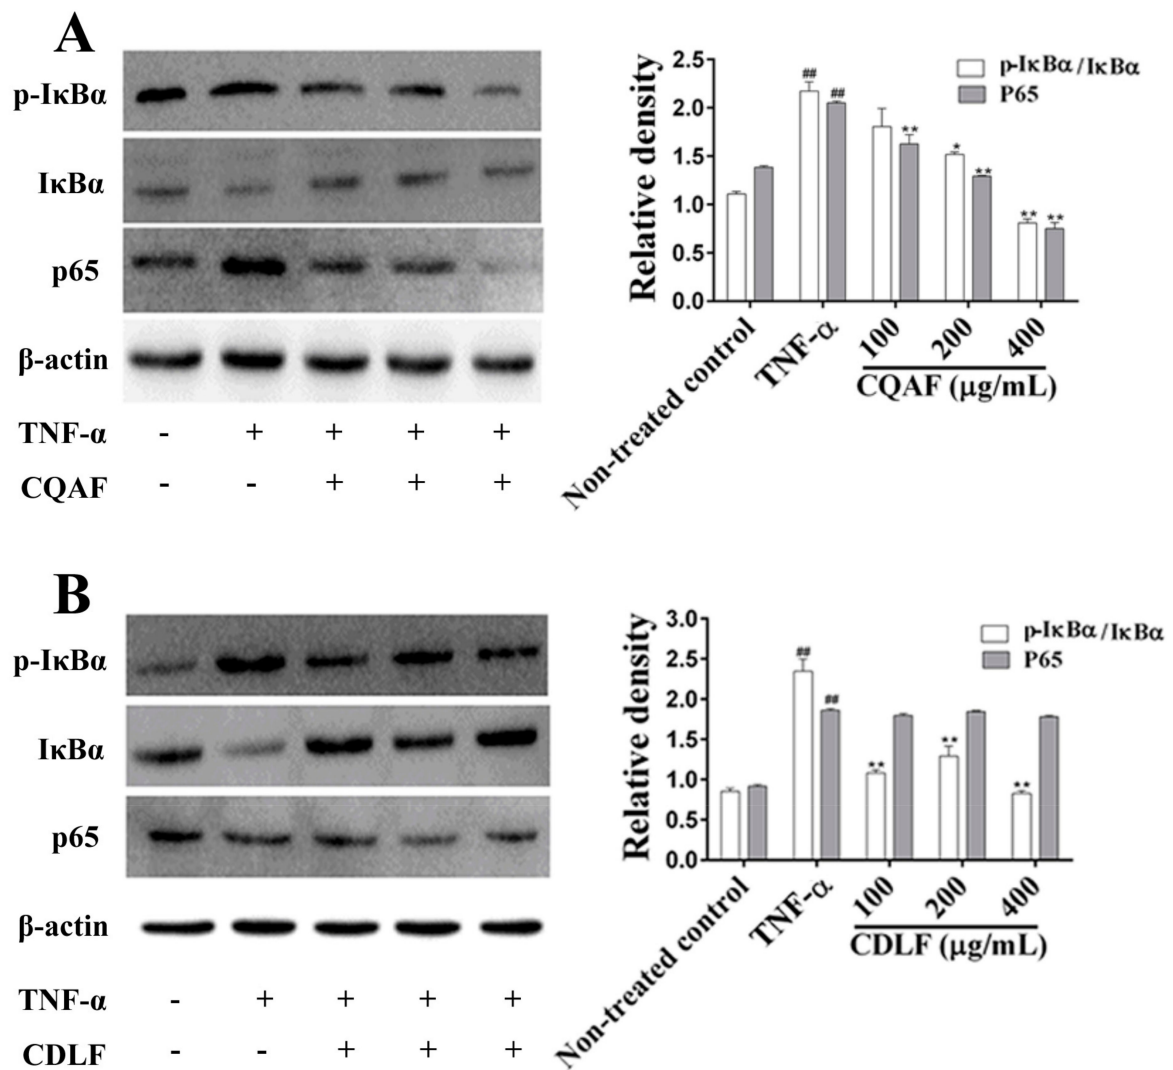 A
p-IκBα
IκBα
p65
β-actin
TNF-α - + + + +
CQAF - - + + +
Relative density
2.5
2.0
1.5
1.0
0.5
0.0
p-IκBα/IκBα
P65
##
##
**
*
**
**
**
Non-treated control
TNF-α
100
200
400
CQAF (μg/mL)
B
p-IκBα
IκBα
p65
β-actin
TNF-α - + + + +
CDLF - - + + +
Relative density
3.0
2.5
2.0
1.5
1.0
0.5
0.0
p-IκBα/IκBα
P65
##
##
**
**
**
Non-treated control
TNF-α
100
200
400
CDLF (μg/mL)